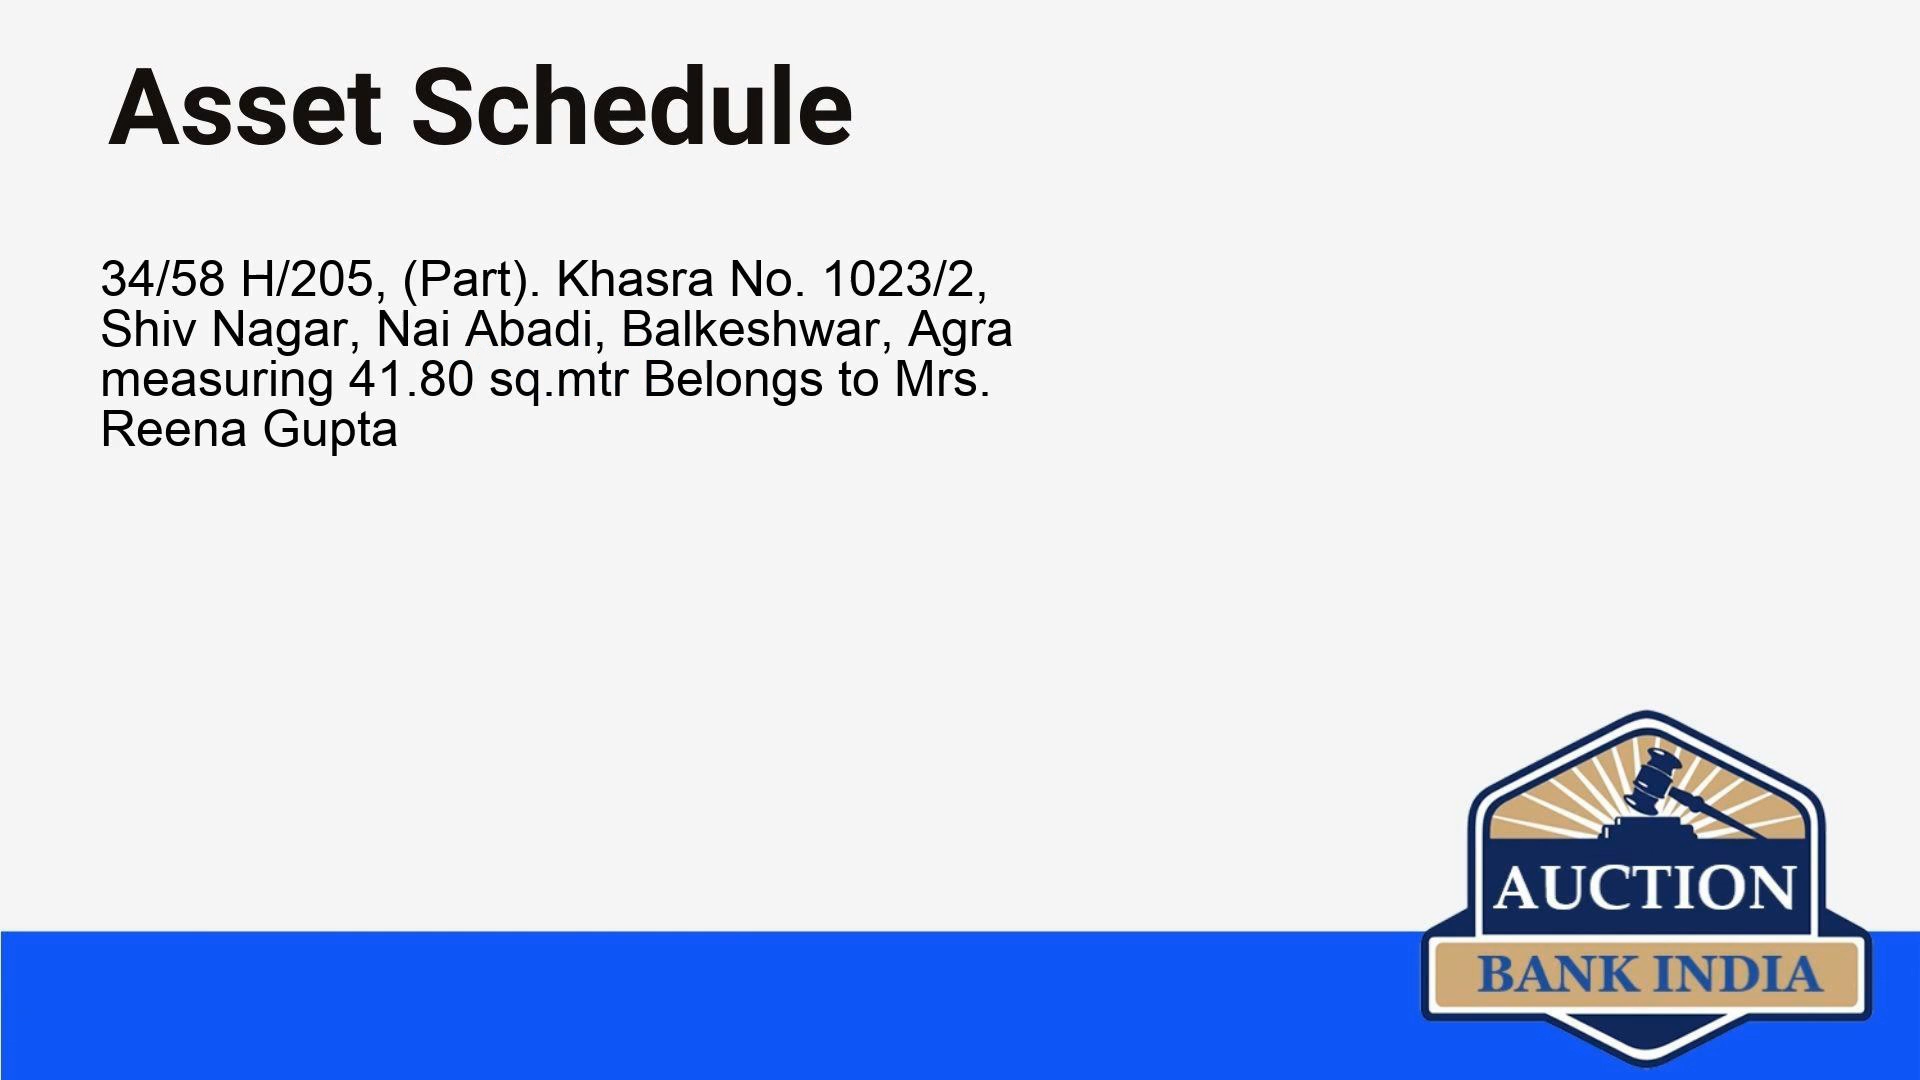 Asset Schedule
34/58 H/205, (Part). Khasra No. 1023/2,
Shiv Nagar, Nai Abadi, Balkeshwar, Agra
measuring 41.80 sq.mtr Belongs to Mrs.
Reena Gupta
AUCTION
BANK INDIA